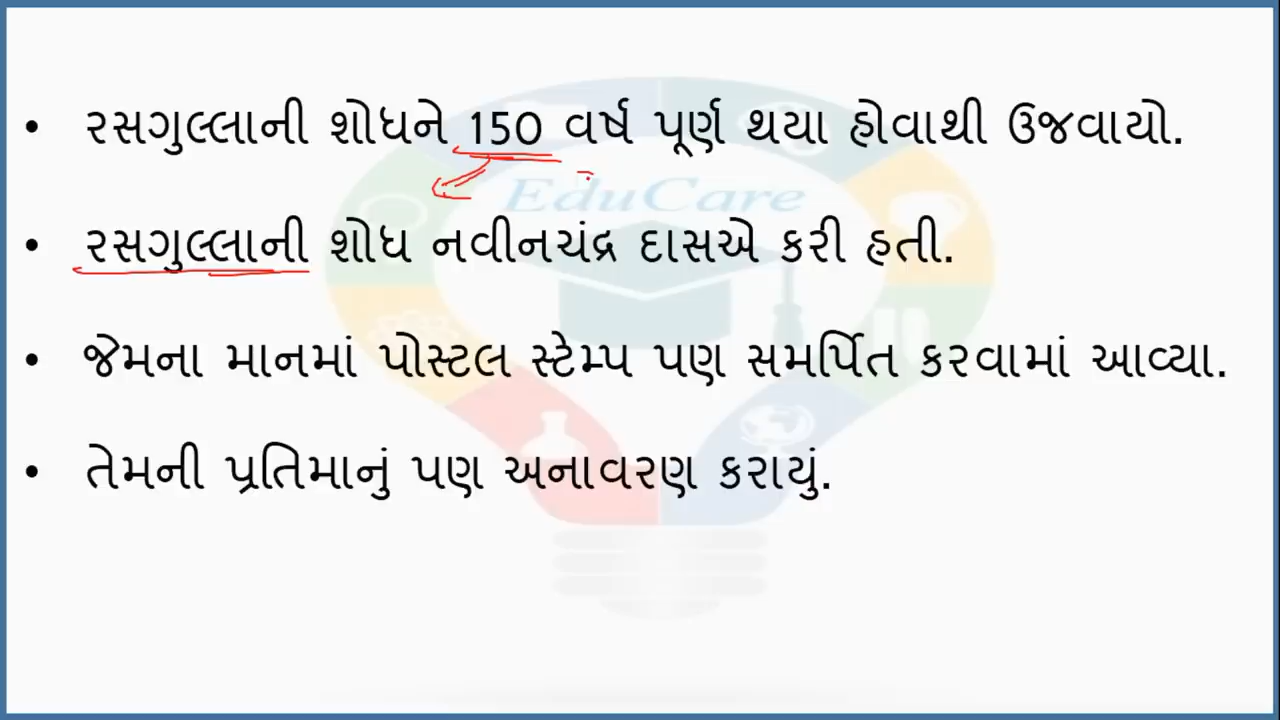 • રસગુલ્લાની શોધને 150 વર્ષ પૂર્ણ થયા હોવાથી ઉજવાયો.
EduCare
• રસગુલ્લાની શોધ નવીનચંદ્ર દાસએ કરી હતી.
• જેમના માનમાં પોસ્ટલ સ્ટેમ્પ પણ સમર્પિત કરવામાં આવ્યા.
• તેમની પ્રતિમાનું પણ અનાવરણ કરાયું.